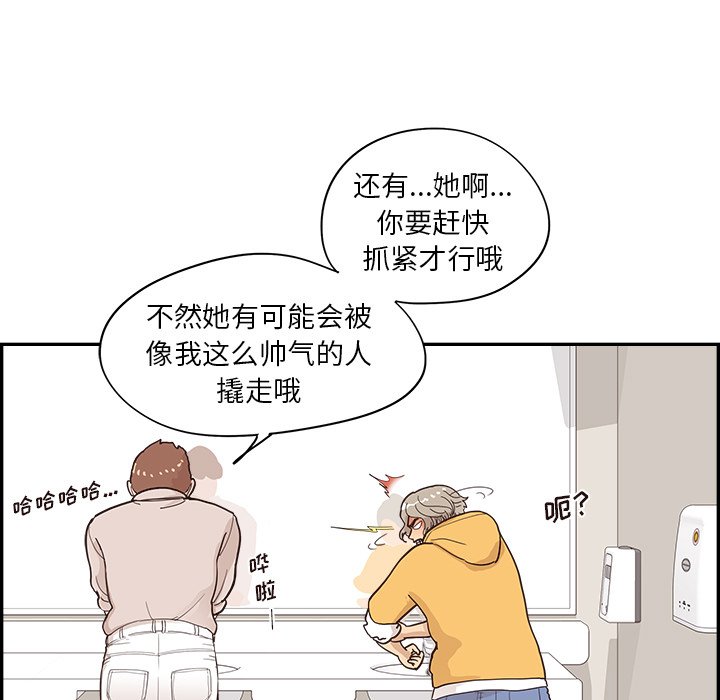 还有...她啊...
你要赶快
抓紧才行哦
不然她有可能会被
像我这么帅气的人
撬走哦
哈哈哈哈...
呃？
哗
啦